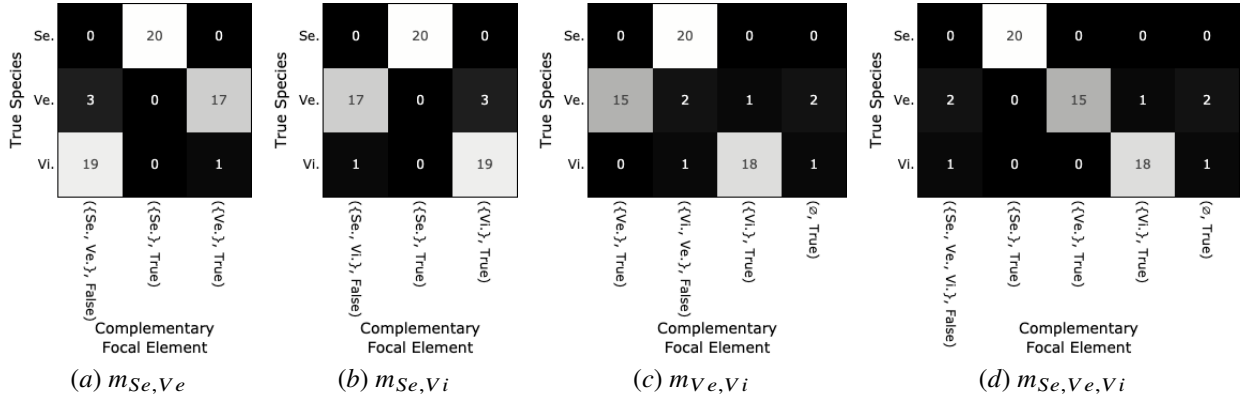 True Species
Se. 0 20 0
Ve. 3 0 17
Vi. 19 0 1
({Se., Ve.}, False)
({Se.}, True)
({Ve.}, True)
Complementary
Focal Element
(a) m_{Se,Ve}
True Species
Se. 0 20 0
Ve. 17 0 3
Vi. 1 0 19
({Se., Vi.}, False)
({Se.}, True)
({Vi.}, True)
Complementary
Focal Element
(b) m_{Se,Vi}
True Species
Se. 0 20 0 0
Ve. 15 2 1 2
Vi. 0 1 18 1
({Ve.}, True)
({Vi., Ve.}, False)
({Vi.}, True)
(∅, True)
Complementary
Focal Element
(c) m_{Ve,Vi}
True Species
Se. 0 20 0 0 0
Ve. 2 0 15 1 2
Vi. 1 0 0 18 1
({Se., Ve., Vi.}, False)
({Se.}, True)
({Ve.}, True)
({Vi.}, True)
(∅, True)
Complementary
Focal Element
(d) m_{Se,Ve,Vi}